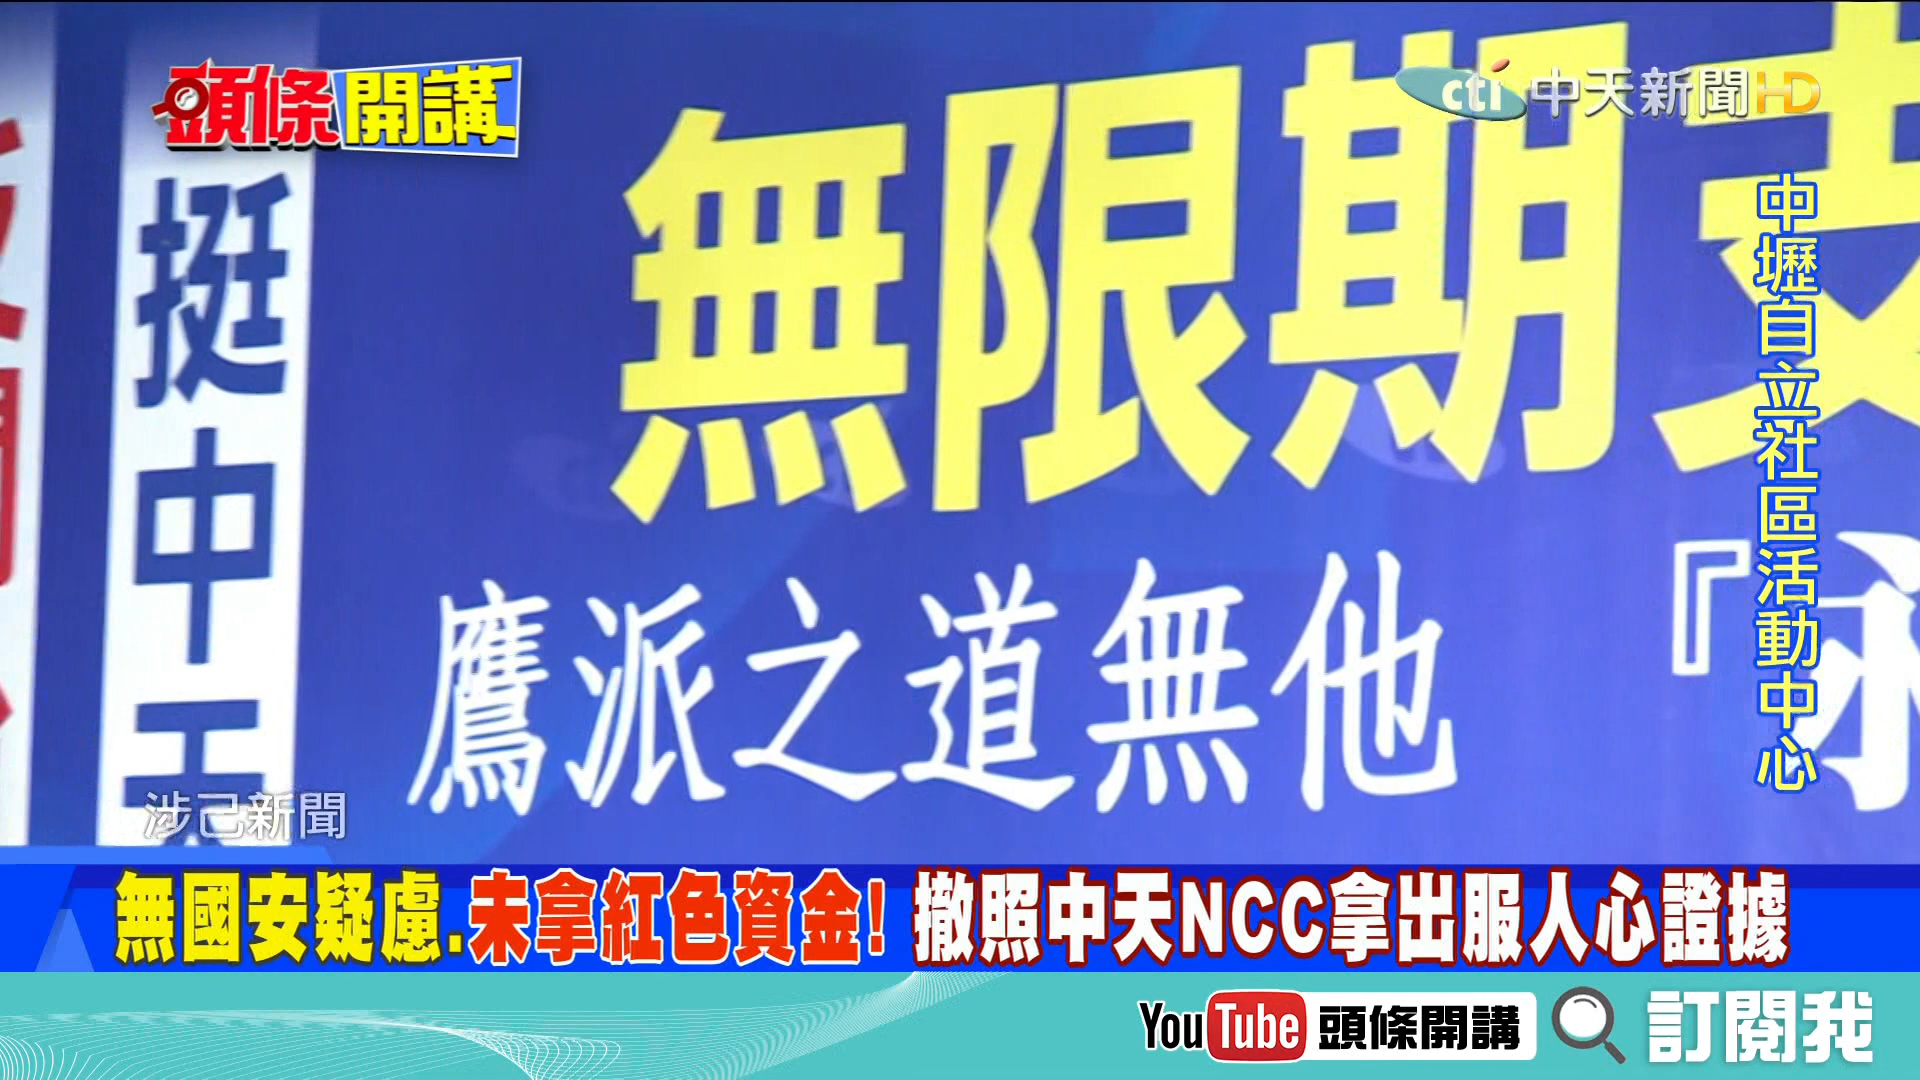 頭條開講
cti 中天新聞HD
挺中天
無限期支
鷹派之道無他 『永
中壢自立社區活動中心
涉己新聞
無國安疑慮.未拿紅色資金! 撤照中天NCC拿出服人心證據
YouTube 頭條開講 訂閱我